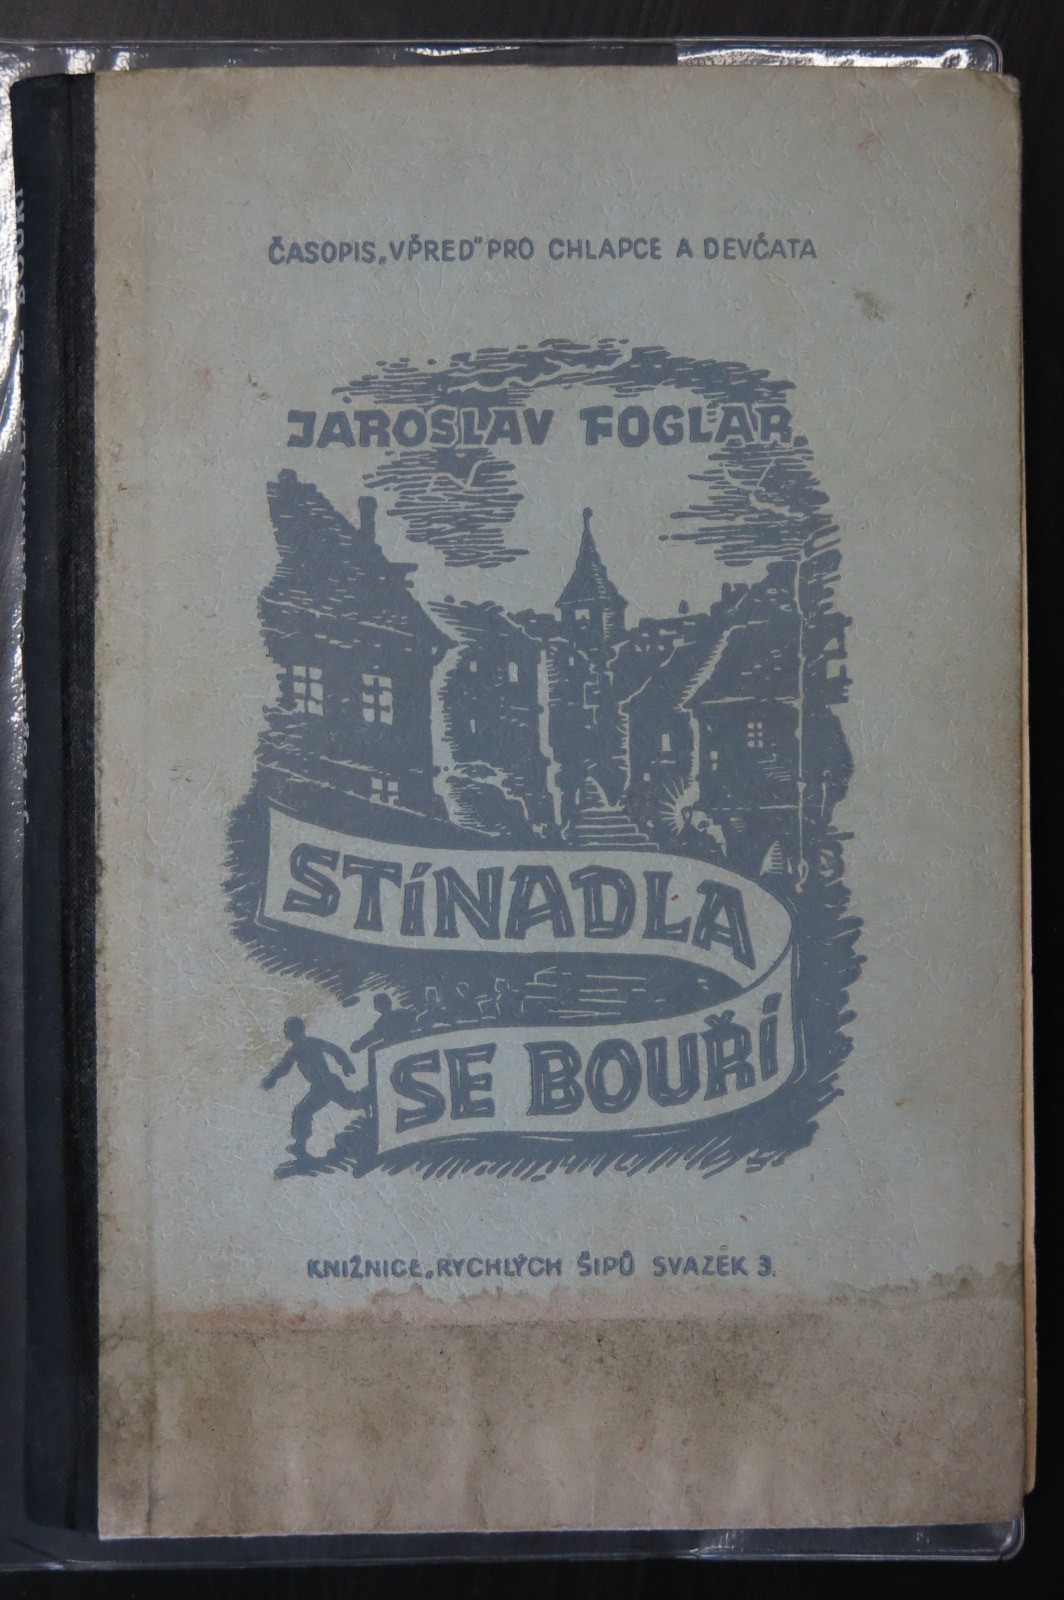 ČASOPIS „VPŘED" PRO CHLAPCE A DEVČATA
JAROSLAV FOGLAR
STÍNADLA
SE BOUŘÍ
KNIŽNICE „RYCHLÝCH ŠÍPŮ SVAZEK 3.